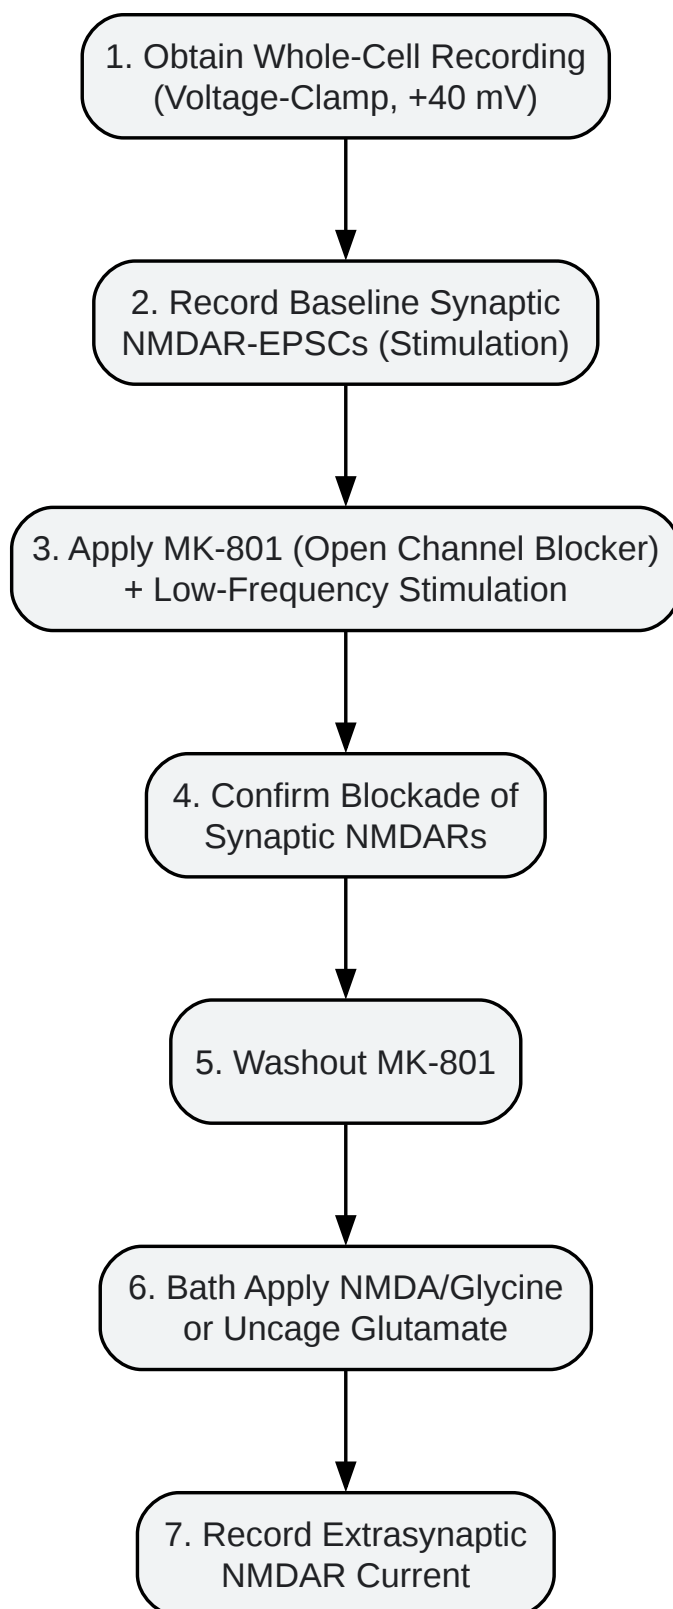 1. Obtain Whole-Cell Recording
(Voltage-Clamp, +40 mV)
2. Record Baseline Synaptic
NMDAR-EPSCs (Stimulation)
3. Apply MK-801 (Open Channel Blocker)
+ Low-Frequency Stimulation
4. Confirm Blockade of
Synaptic NMDARs
5. Washout MK-801
6. Bath Apply NMDA/Glycine
or Uncage Glutamate
7. Record Extrasynaptic
NMDAR Current